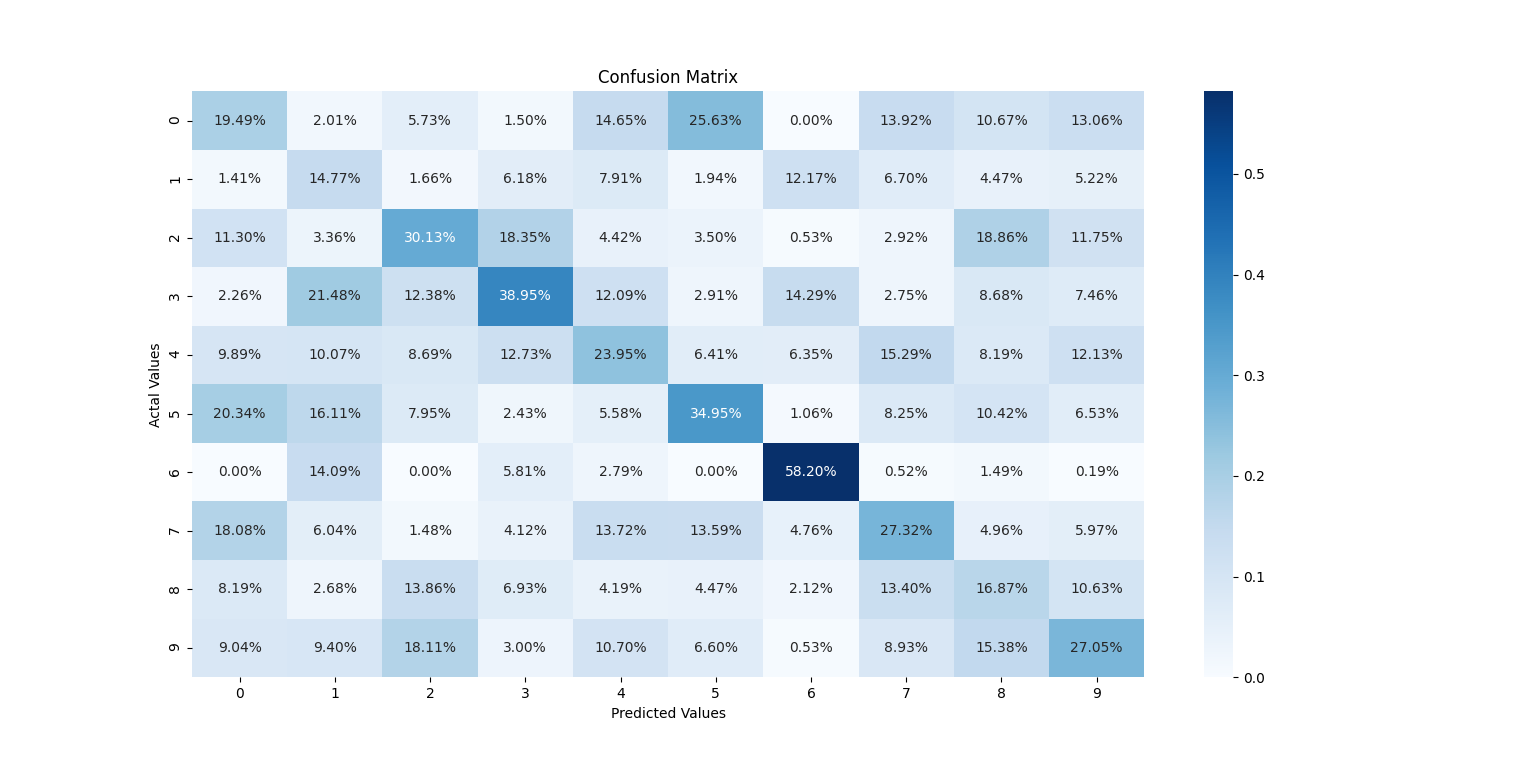 Confusion Matrix
0 19.49% 2.01% 5.73% 1.50% 14.65% 25.63% 0.00% 13.92% 10.67% 13.06%
1 1.41% 14.77% 1.66% 6.18% 7.91% 1.94% 12.17% 6.70% 4.47% 5.22%
2 11.30% 3.36% 30.13% 18.35% 4.42% 3.50% 0.53% 2.92% 18.86% 11.75%
3 2.26% 21.48% 12.38% 38.95% 12.09% 2.91% 14.29% 2.75% 8.68% 7.46%
4 9.89% 10.07% 8.69% 12.73% 23.95% 6.41% 6.35% 15.29% 8.19% 12.13%
5 20.34% 16.11% 7.95% 2.43% 5.58% 34.95% 1.06% 8.25% 10.42% 6.53%
6 0.00% 14.09% 0.00% 5.81% 2.79% 0.00% 58.20% 0.52% 1.49% 0.19%
7 18.08% 6.04% 1.48% 4.12% 13.72% 13.59% 4.76% 27.32% 4.96% 5.97%
8 8.19% 2.68% 13.86% 6.93% 4.19% 4.47% 2.12% 13.40% 16.87% 10.63%
9 9.04% 9.40% 18.11% 3.00% 10.70% 6.60% 0.53% 8.93% 15.38% 27.05%
0 1 2 3 4 5 6 7 8 9
Predicted Values
Actal Values
0.5
0.4
0.3
0.2
0.1
0.0